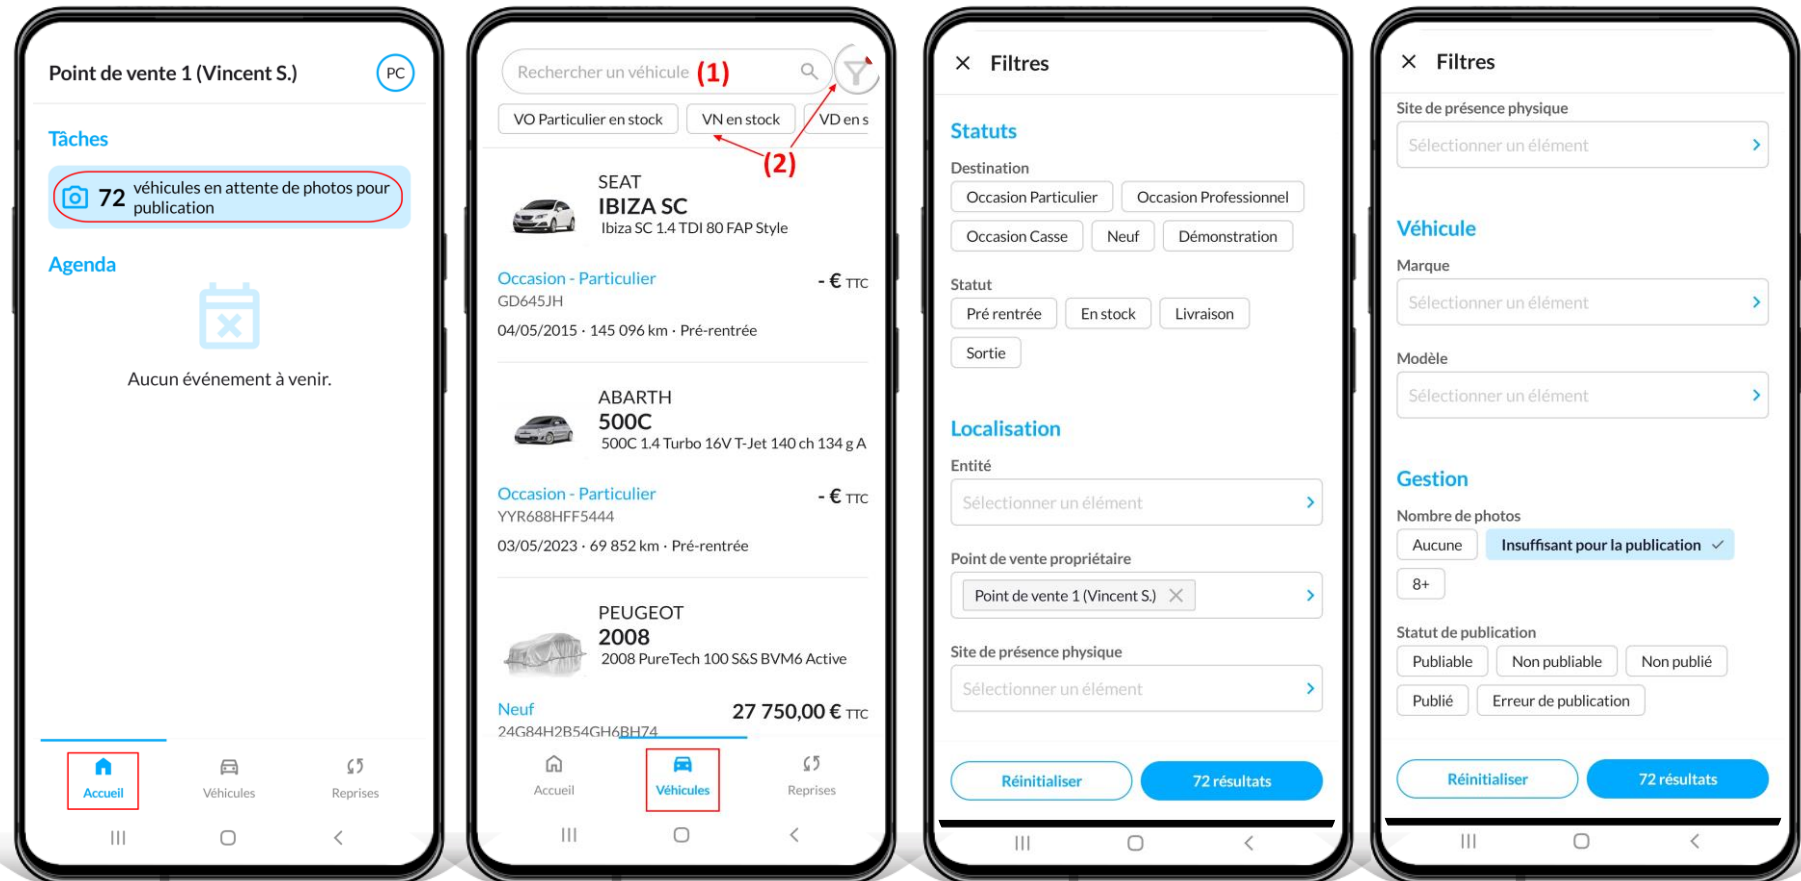 Point de vente 1 (Vincent S.)
PC
Tâches
72 véhicules en attente de photos pour
publication
Agenda
Aucun événement à venir.
Accueil
Véhicules
Reprises
Rechercher un véhicule (1)
VO Particulier en stock
VN en stock
VD en s
(2)
SEAT
IBIZA SC
Ibiza SC 1.4 TDI 80 FAP Style
Occasion - Particulier
- € TTC
GD645JH
04/05/2015 · 145 096 km · Pré-rentrée
ABARTH
500C
500C 1.4 Turbo 16V T-Jet 140 ch 134 g A
Occasion - Particulier
- € TTC
YYR688HFF5444
03/05/2023 · 69 852 km · Pré-rentrée
PEUGEOT
2008
2008 PureTech 100 S&S BVM6 Active
Neuf
27 750,00 € TTC
24G84H2B54GH6BH74
Accueil
Véhicules
Reprises
Filtres
Statuts
Destination
Occasion Particulier
Occasion Professionnel
Occasion Casse
Neuf
Démonstration
Statut
Pré rentrée
En stock
Livraison
Sortie
Localisation
Entité
Sélectionner un élément
Point de vente propriétaire
Point de vente 1 (Vincent S.)
Site de présence physique
Sélectionner un élément
Réinitialiser
72 résultats
Filtres
Site de présence physique
Sélectionner un élément
Véhicule
Marque
Sélectionner un élément
Modèle
Sélectionner un élément
Gestion
Nombre de photos
Aucune
Insuffisant pour la publication
8+
Statut de publication
Publiable
Non publiable
Non publié
Publié
Erreur de publication
Réinitialiser
72 résultats